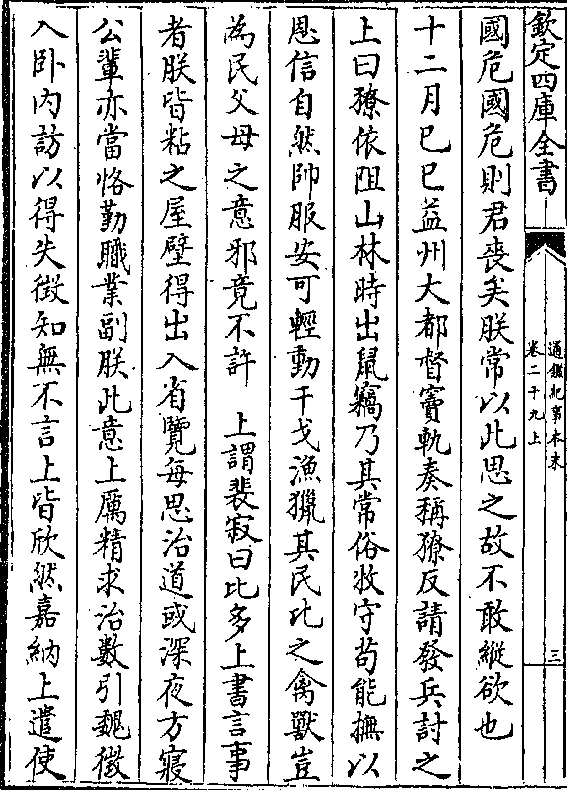 欽定四庫全書
通鑑紀事本末
卷二十九上
三
國危國危則君喪矣朕常以此思之故不敢縱欲也
十二月己巳益州大都督竇軌奏稱獠反請發兵討之
上曰獠依阻山林時出鼠竊乃其常俗牧守苟能撫以
恩信自然帥服安可輕動干戈漁獵其民比之禽獸豈
為民父母之意邪竟不許　上謂裴寂曰比多上書言事
者朕皆粘之屋壁得出入省覽每思治道或深夜方寢
公輩亦當恪勤職業副朕此意上厲精求治數引魏徵
入卧内訪以得失徵知無不言上皆欣然嘉納上遣使